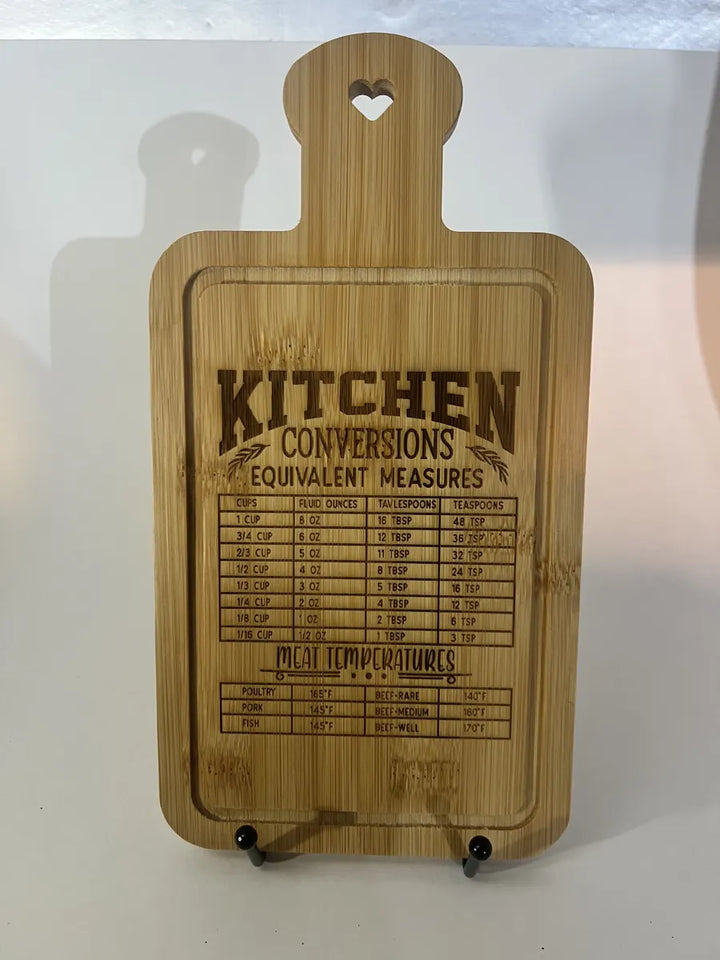 KITCHEN
CONVERSIONS
EQUIVALENT MEASURES
CUPS FLUID OUNCES TAVLESPOONS TEASPOONS
1 CUP 8 OZ 16 TBSP 48 TSP
3/4 CUP 6 OZ 12 TBSP 36 TSP
2/3 CUP 5 OZ 11 TBSP 32 TSP
1/2 CUP 4 OZ 8 TBSP 24 TSP
1/3 CUP 3 OZ 5 TBSP 16 TSP
1/4 CUP 2 OZ 4 TBSP 12 TSP
1/8 CUP 1 OZ 2 TBSP 6 TSP
1/16 CUP 1/2 OZ 1 TBSP 3 TSP
MEAT TEMPERATURES
POULTRY 165°F BEEF-RARE 140°F
PORK 145°F BEEF-MEDIUM 160°F
FISH 145°F BEEF-WELL 170°F